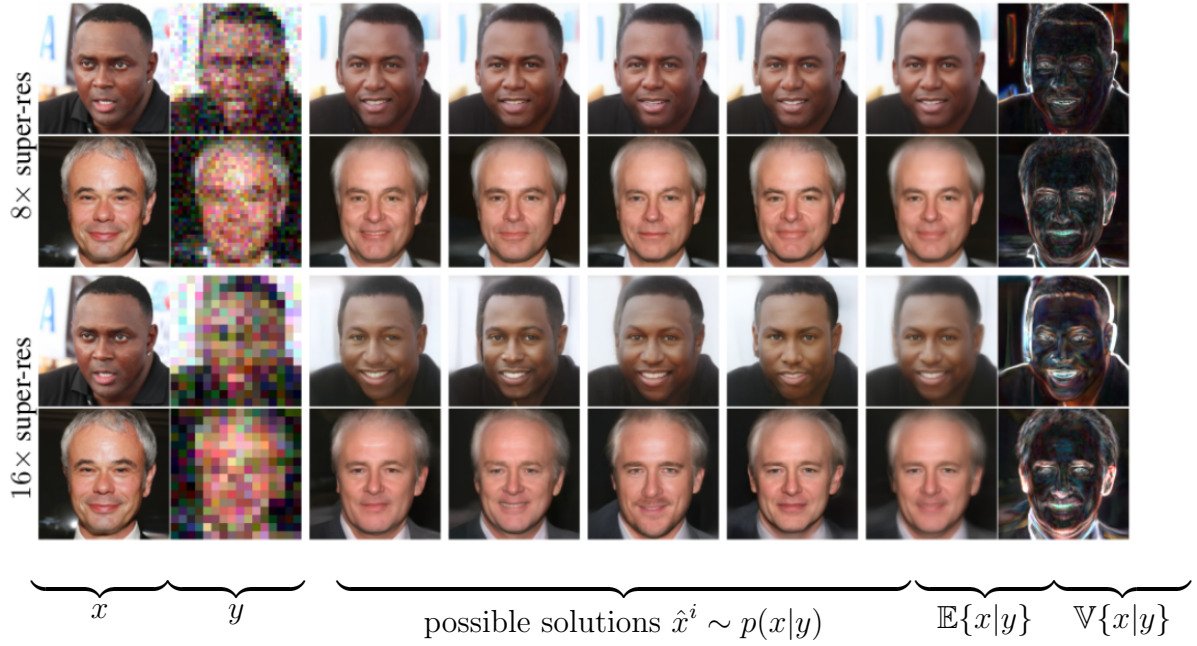 8× super-res
16× super-res
x
y
possible solutions x̂ⁱ ∼ p(x|y)
𝔼{x|y}
𝕍{x|y}